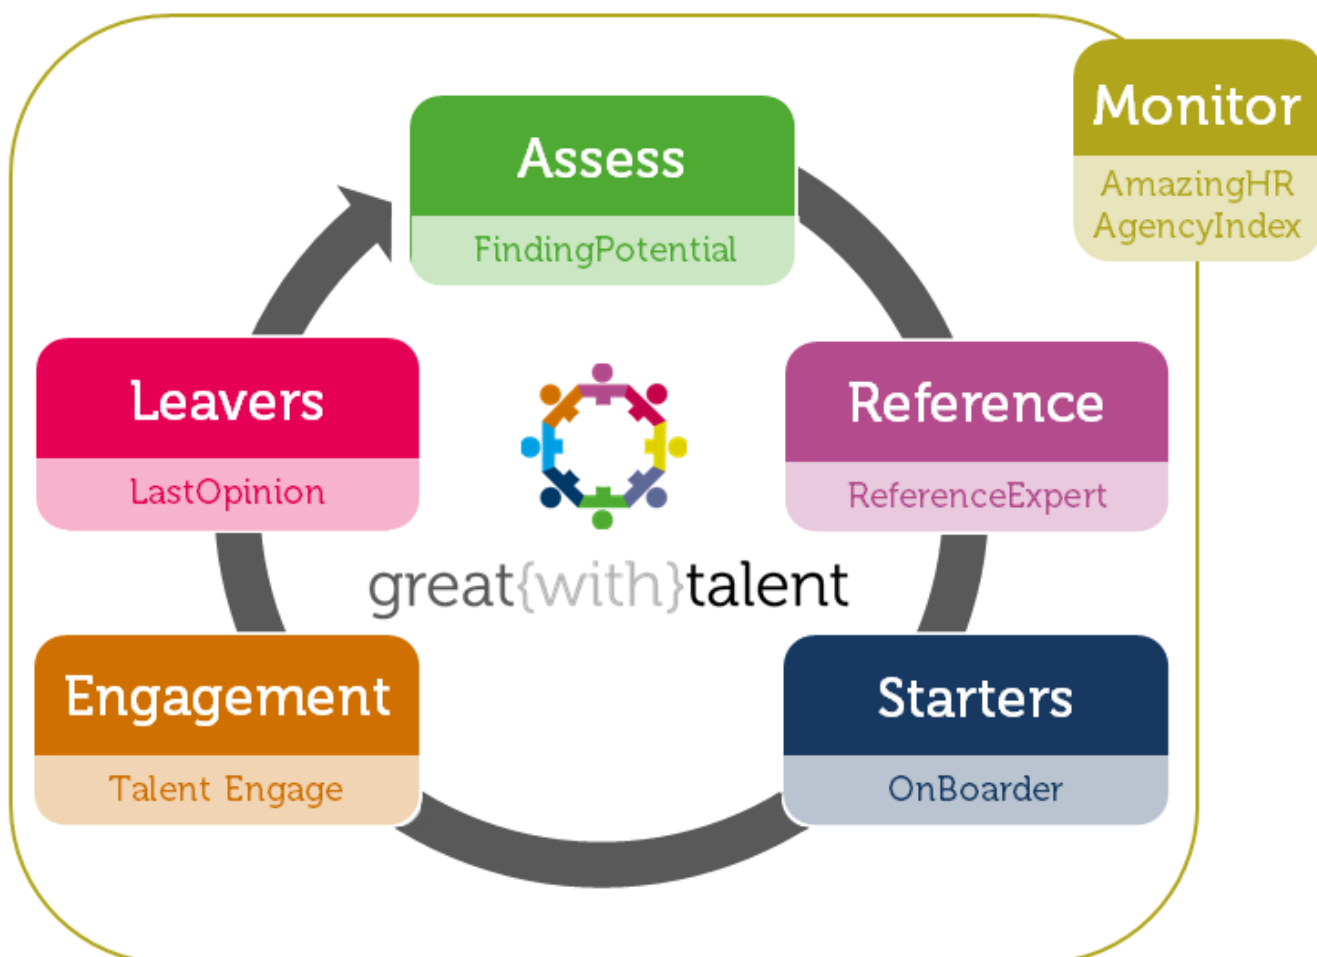 Monitor
AmazingHR
AgencyIndex
Assess
FindingPotential
Leavers
LastOpinion
Reference
ReferenceExpert
great{with}talent
Engagement
Talent Engage
Starters
OnBoarder